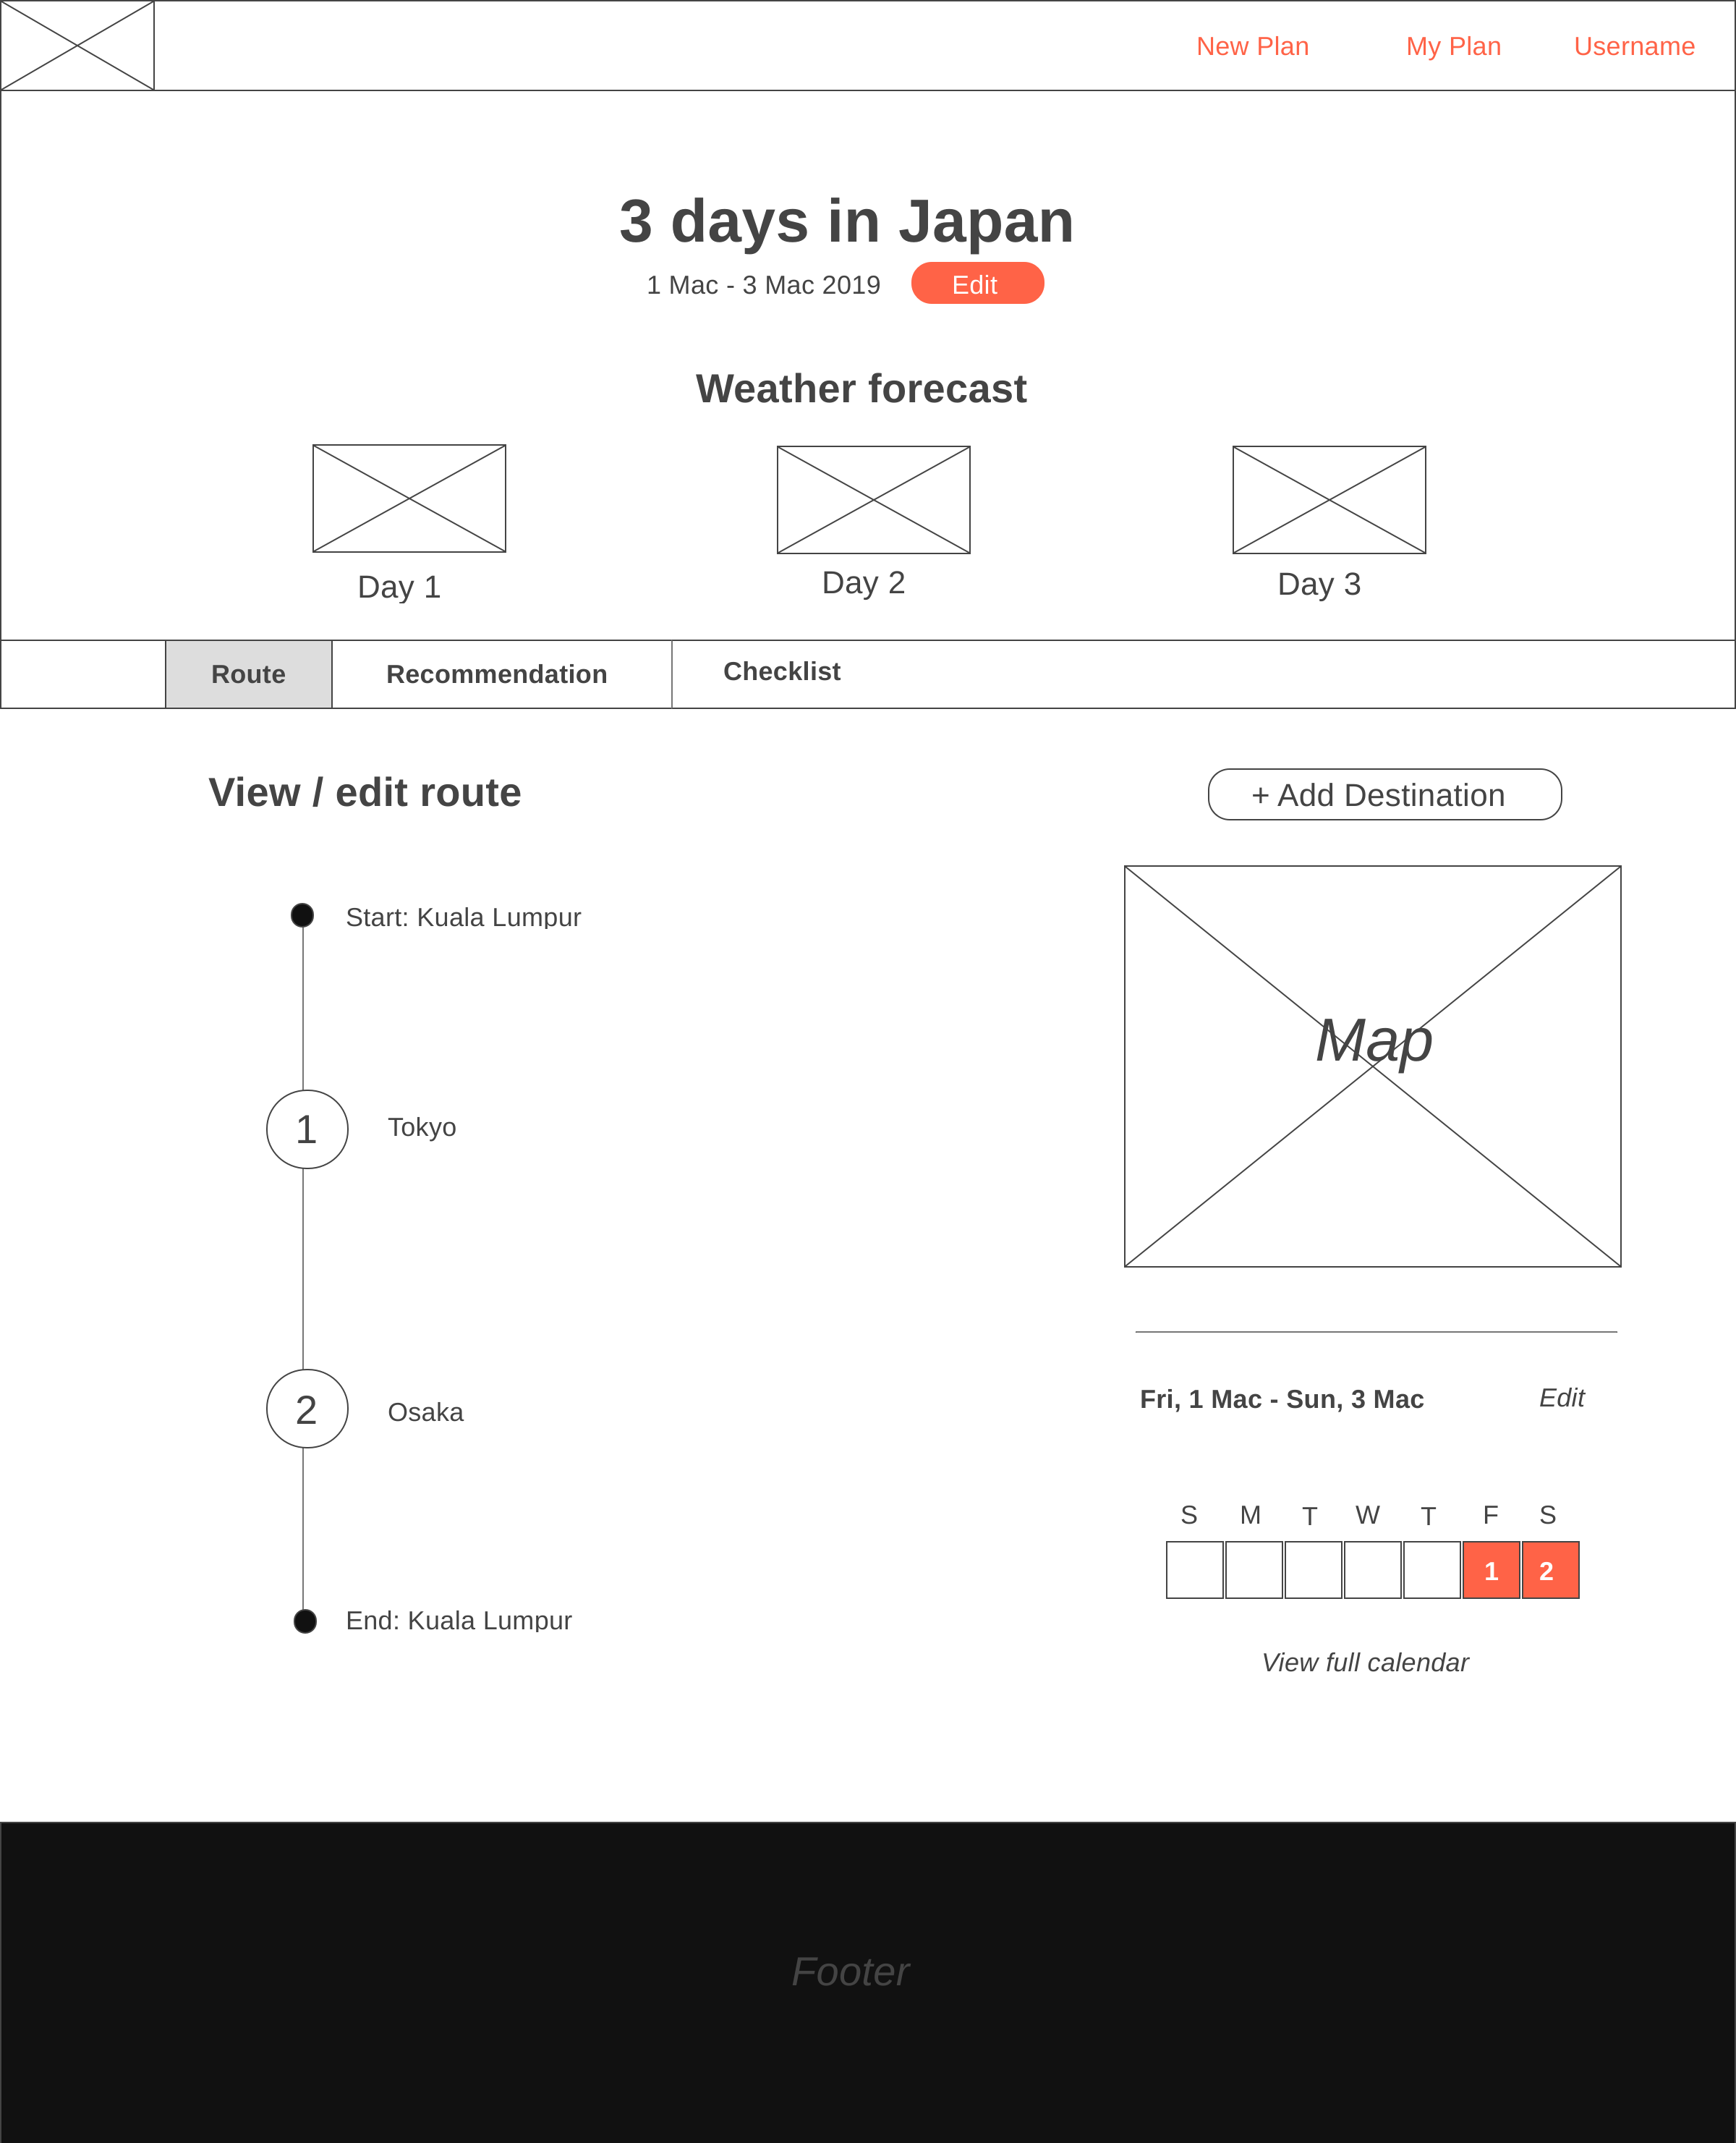 New Plan My Plan Username
3 days in Japan
1 Mac - 3 Mac 2019 Edit
Weather forecast
Day 1 Day 2 Day 3
Route Recommendation Checklist
View / edit route
+ Add Destination
Start: Kuala Lumpur
Map
1 Tokyo
2 Osaka
End: Kuala Lumpur
Fri, 1 Mac - Sun, 3 Mac Edit
S M T W T F S
1 2
View full calendar
Footer